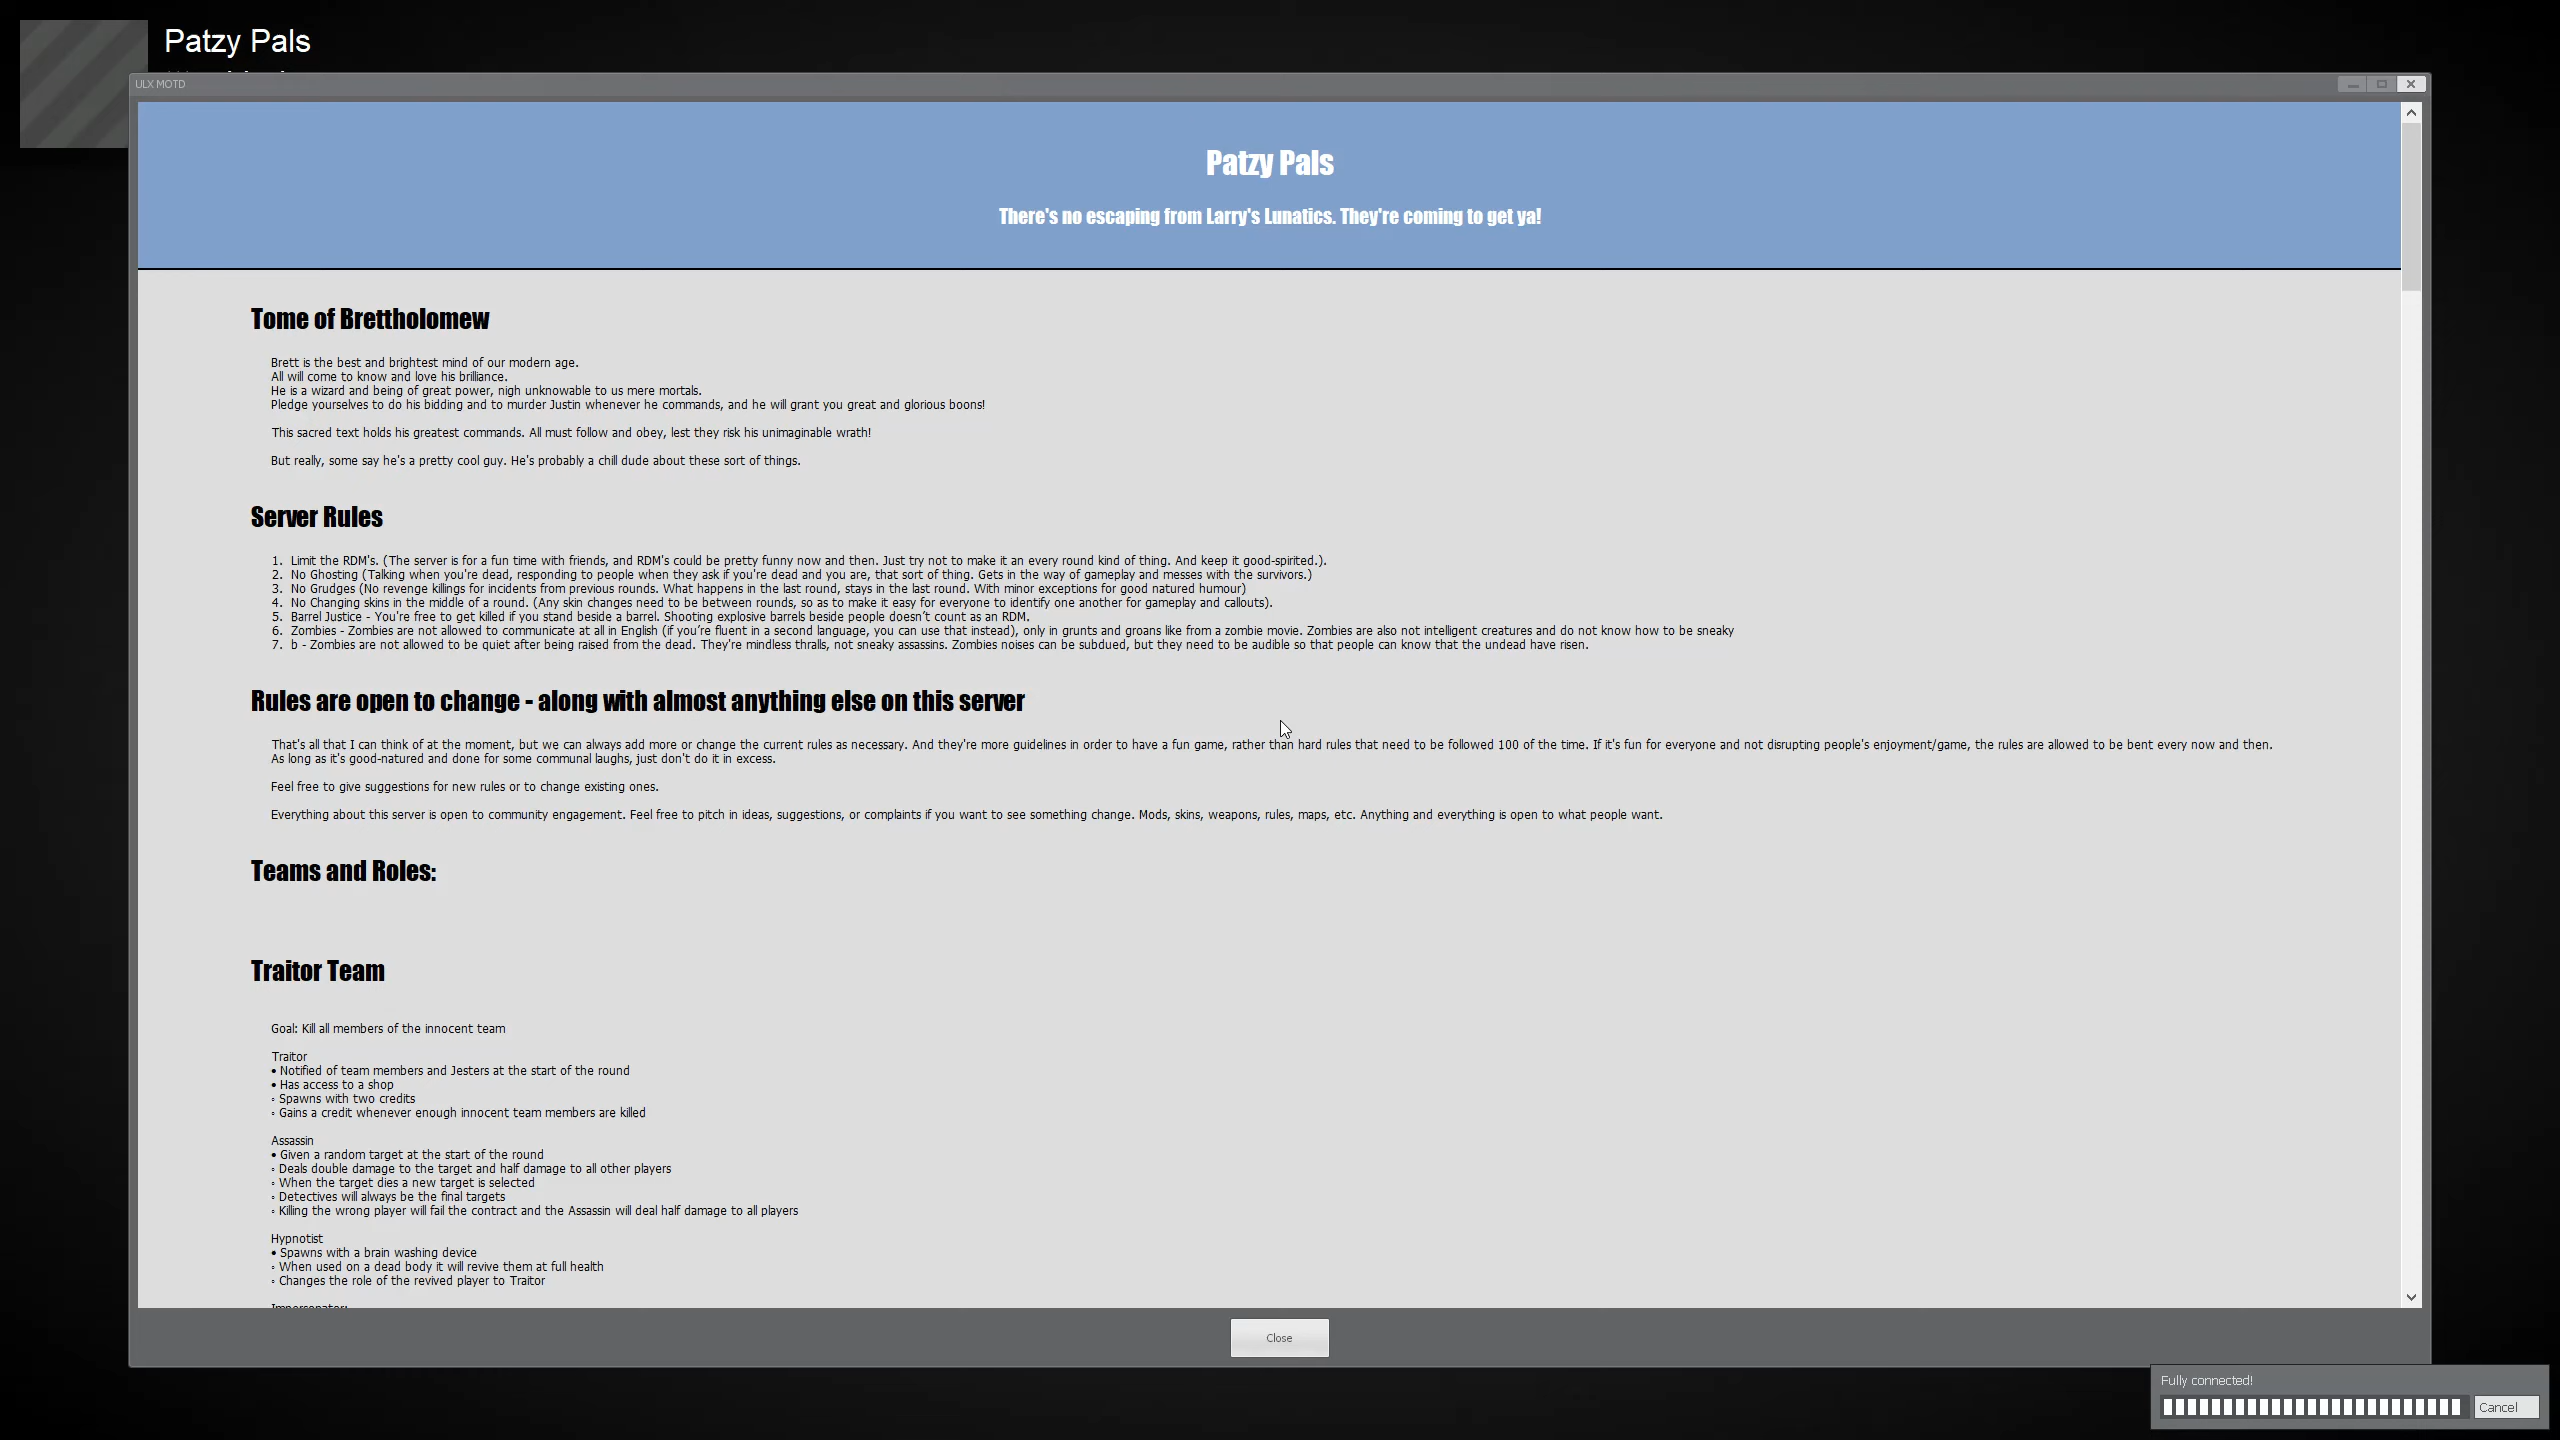 Patzy Pals
ULX MOTD
Patzy Pals
There's no escaping from Larry's Lunatics. They're coming to get ya!
Tome of Brettholomew
Brett is the best and brightest mind of our modern age.
All will come to know and love his brilliance.
He is a wizard and being of great power, nigh unknowable to us mere mortals.
Pledge yourselves to do his bidding and to murder Justin whenever he commands, and he will grant you great and glorious boons!
This sacred text holds his greatest commands. All must follow and obey, lest they risk his unimaginable wrath!
But really, some say he's a pretty cool guy. He's probably a chill dude about these sort of things.
Server Rules
1. Limit the RDM's. (The server is for a fun time with friends, and RDM's could be pretty funny now and then. Just try not to make it an every round kind of thing. And keep it good-spirited.).
2. No Ghosting (Talking when you're dead, responding to people when they ask if you're dead and you are, that sort of thing. Gets in the way of gameplay and messes with the survivors.)
3. No Grudges (No revenge killings for incidents from previous rounds. What happens in the last round, stays in the last round. With minor exceptions for good natured humour)
4. No Changing skins in the middle of a round. (Any skin changes need to be between rounds, so as to make it easy for everyone to identify one another for gameplay and callouts).
5. Barrel Justice - You're free to get killed if you stand beside a barrel. Shooting explosive barrels beside people doesn’t count as an RDM.
6. Zombies - Zombies are not allowed to communicate at all in English (if you’re fluent in a second language, you can use that instead), only in grunts and groans like from a zombie movie. Zombies are also not intelligent creatures and do not know how to be sneaky
7. b - Zombies are not allowed to be quiet after being raised from the dead. They're mindless thralls, not sneaky assassins. Zombies noises can be subdued, but they need to be audible so that people can know that the undead have risen.
Rules are open to change - along with almost anything else on this server
That's all that I can think of at the moment, but we can always add more or change the current rules as necessary. And they're more guidelines in order to have a fun game, rather than hard rules that need to be followed 100 of the time. If it's fun for everyone and not disrupting people's enjoyment/game, the rules are allowed to be bent every now and then.
As long as it's good-natured and done for some communal laughs, just don't do it in excess.
Feel free to give suggestions for new rules or to change existing ones.
Everything about this server is open to community engagement. Feel free to pitch in ideas, suggestions, or complaints if you want to see something change. Mods, skins, weapons, rules, maps, etc. Anything and everything is open to what people want.
Teams and Roles:
Traitor Team
Goal: Kill all members of the innocent team
Traitor
• Notified of team members and Jesters at the start of the round
• Has access to a shop
◦ Spawns with two credits
◦ Gains a credit whenever enough innocent team members are killed
Assassin
• Given a random target at the start of the round
◦ Deals double damage to the target and half damage to all other players
◦ When the target dies a new target is selected
◦ Detectives will always be the final targets
◦ Killing the wrong player will fail the contract and the Assassin will deal half damage to all players
Hypnotist
• Spawns with a brain washing device
◦ When used on a dead body it will revive them at full health
◦ Changes the role of the revived player to Traitor
Impersonator:
Close
Fully connected!
Cancel